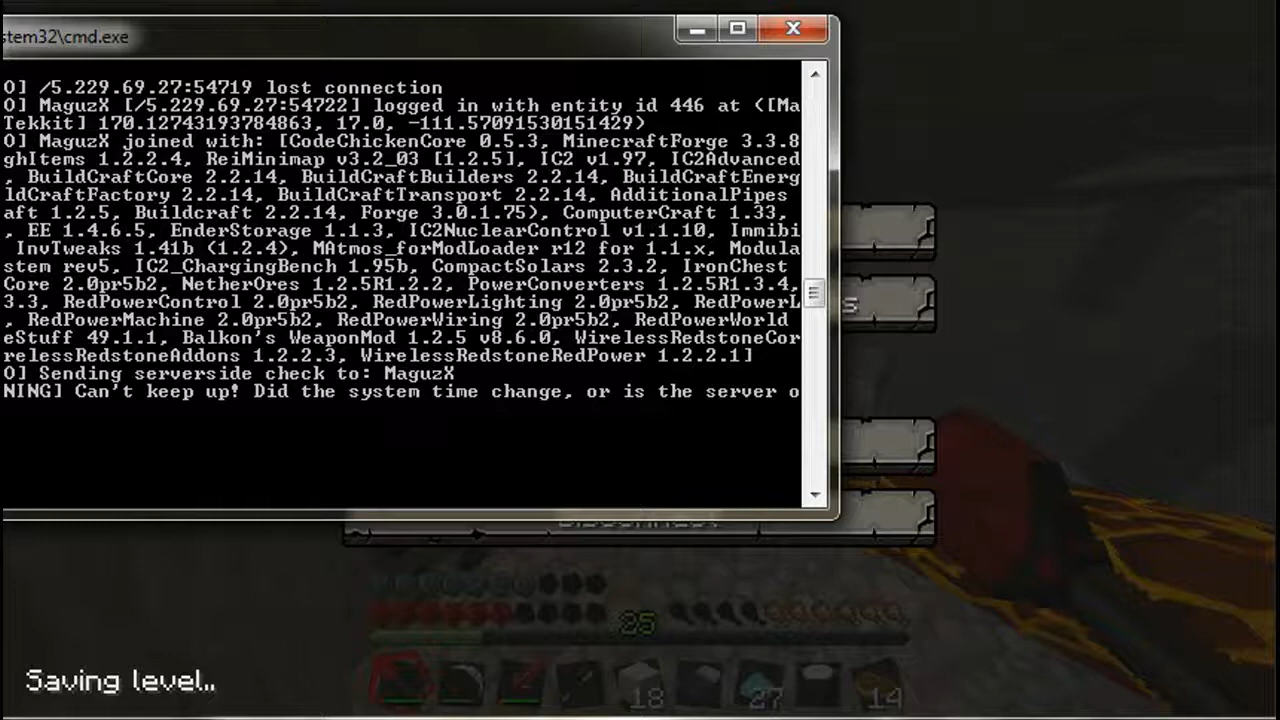 stem32\cmd.exe
O] /5.229.69.27:54719 lost connection
O] MaguzX [/5.229.69.27:54722] logged in with entity id 446 at ([Ma
Tekkit] 170.12743193784863, 17.0, -111.57091530151429)
O] MaguzX joined with: [CodeChickenCore 0.5.3, MinecraftForge 3.3.8
ghItems 1.2.2.4, ReiMinimap v3.2_03 [1.2.5], IC2 v1.97, IC2Advanced
, BuildCraftCore 2.2.14, BuildCraftBuilders 2.2.14, BuildCraftEnerg
ldCraftFactory 2.2.14, BuildCraftTransport 2.2.14, AdditionalPipes
aft 1.2.5, Buildcraft 2.2.14, Forge 3.0.1.75), ComputerCraft 1.33,
, EE 1.4.6.5, EnderStorage 1.1.3, IC2NuclearControl v1.1.10, Immibi
InvTweaks 1.41b (1.2.4), MAtmos_forModLoader r12 for 1.1.x, Modula
stem rev5, IC2_ChargingBench 1.95b, CompactSolars 2.3.2, IronChest
Core 2.0pr5b2, NetherOres 1.2.5R1.2.2, PowerConverters 1.2.5R1.3.4,
3.3, RedPowerControl 2.0pr5b2, RedPowerLighting 2.0pr5b2, RedPowerL
, RedPowerMachine 2.0pr5b2, RedPowerWiring 2.0pr5b2, RedPowerWorld
eStuff 49.1.1, Balkon's WeaponMod 1.2.5 v8.6.0, WirelessRedstoneCor
relessRedstoneAddons 1.2.2.3, WirelessRedstoneRedPower 1.2.2.1]
O] Sending serverside check to: MaguzX
NING] Can't keep up! Did the system time change, or is the server o
s
25
Saving level..
18 27 14